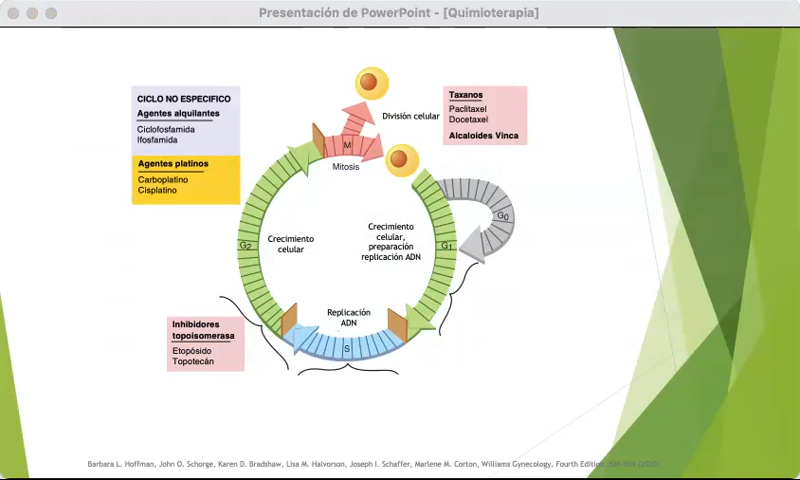 Presentación de PowerPoint - [Quimioterapia]
CICLO NO ESPECIFICO
Agentes alquilantes
Ciclofosfamida
Ifosfamida
Agentes platinos
Carboplatino
Cisplatino
División celular
Taxanos
Paclitaxel
Docetaxel
Alcaloides Vinca
M
Mitosis
G0
G2
Crecimiento
celular
Crecimiento
celular,
preparación
replicación ADN
G1
Replicación
ADN
S
Inhibidores
topoisomerasa
Etopósido
Topotecán
Barbara L. Hoffman, John O. Schorge, Karen D. Bradshaw, Lisa M. Halvorson, Joseph I. Schaffer, Marlene M. Corton, Williams Gynecology, Fourth Edition (2020)